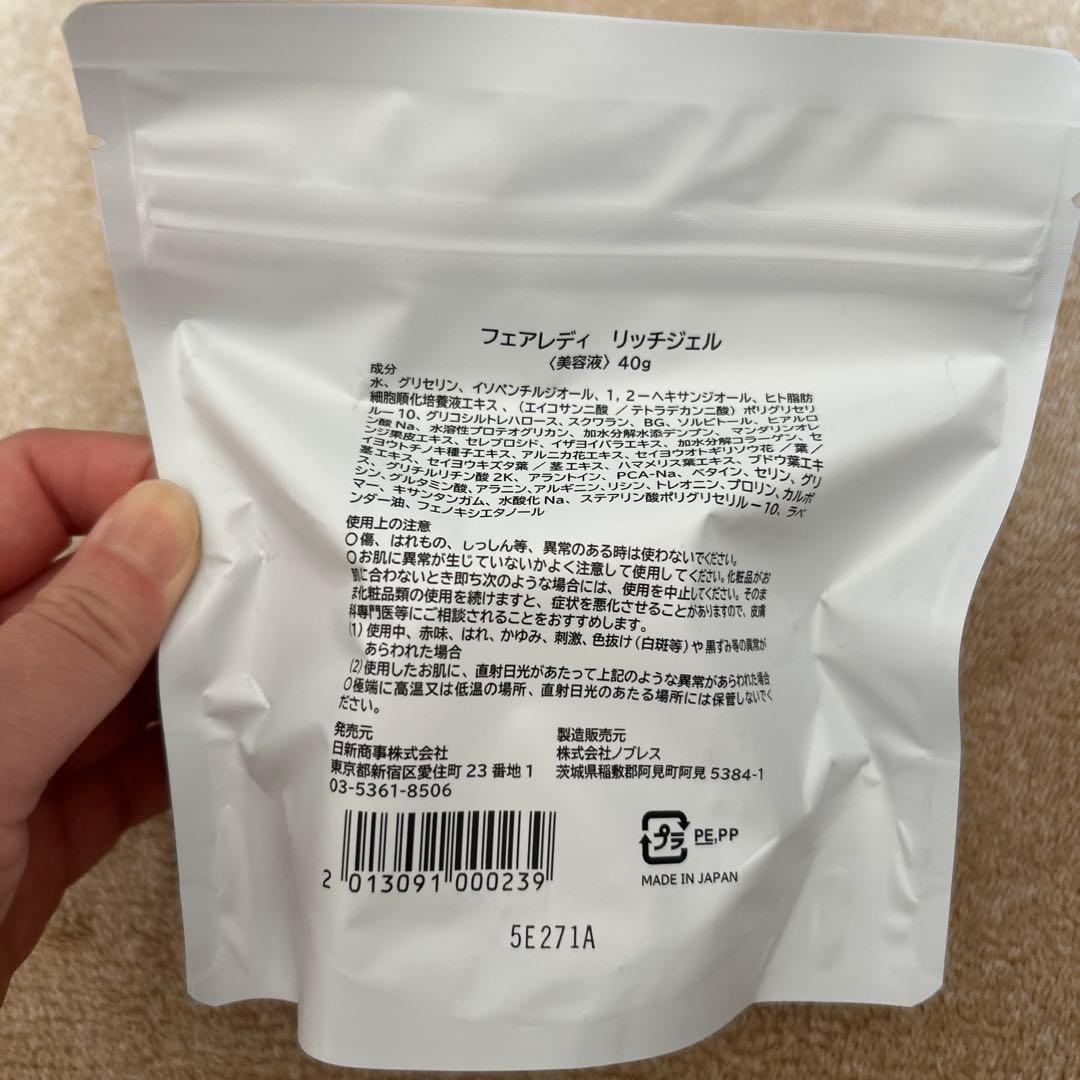 フェアレディ　リッチジェル
〈美容液〉40g
成分
水、グリセリン、イソペンチルジオール、1,2－ヘキサンジオール、ヒト脂肪
細胞順化培養液エキス、(エイコサン二酸／テトラデカン二酸) ポリグリセリ
ル－10、グリコシルトレハロース、スクワラン、BG、ソルビトール、ヒアルロ
ン酸 Na、水溶性プロテオグリカン、加水分解水添デンプン、マンダリンオレ
ンジ果皮エキス、セレブロシド、イザヨイバラエキス、加水分解コラーゲン、セ
イヨウトチノキ種子エキス、アルニカ花エキス、セイヨウオトギリソウ花／葉／
茎エキス、セイヨウキズタ葉／茎エキス、ハマメリス葉エキス、ブドウ葉エキ
ス、グリチルリチン酸 2K、アラントイン、PCA-Na、ベタイン、セリン、グリ
シン、グルタミン酸、アラニン、アルギニン、リシン、トレオニン、プロリン、カルボ
マー、キサンタンガム、水酸化 Na、ステアリン酸ポリグリセリル－10、ラベ
ンダー油、フェノキシエタノール
使用上の注意
〇傷、はれもの、しっしん等、異常のある時は使わないでください。
〇お肌に異常が生じていないかよく注意して使用してください。化粧品がお
肌に合わないとき即ち次のような場合には、使用を中止してください。そのま
ま化粧品類の使用を続けますと、症状を悪化させることがありますので、皮膚
科専門医等にご相談されることをおすすめします。
(1) 使用中、赤味、はれ、かゆみ、刺激、色抜け(白斑等)や黒ずみ等の異常が
あらわれた場合
(2)使用したお肌に、直射日光があたって上記のような異常があらわれた場合
〇極端に高温又は低温の場所、直射日光のあたる場所には保管しないでく
ださい。
発売元
日新商事株式会社
東京都新宿区愛住町 23 番地 1
03-5361-8506
製造販売元
株式会社ノブレス
茨城県稲敷郡阿見町阿見 5384-1
2 013091 000239
プラ PE,PP
MADE IN JAPAN
5E271A